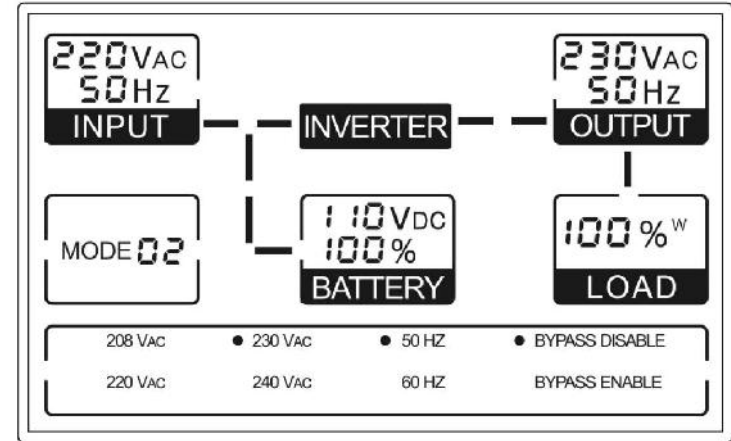 220VAC
50Hz
INPUT
INVERTER
230VAC
50Hz
OUTPUT
MODE 02
110VDC
100%
BATTERY
100%W
LOAD
208 VAC ● 230 VAC ● 50 HZ ● BYPASS DISABLE
220 VAC 240 VAC 60 HZ BYPASS ENABLE